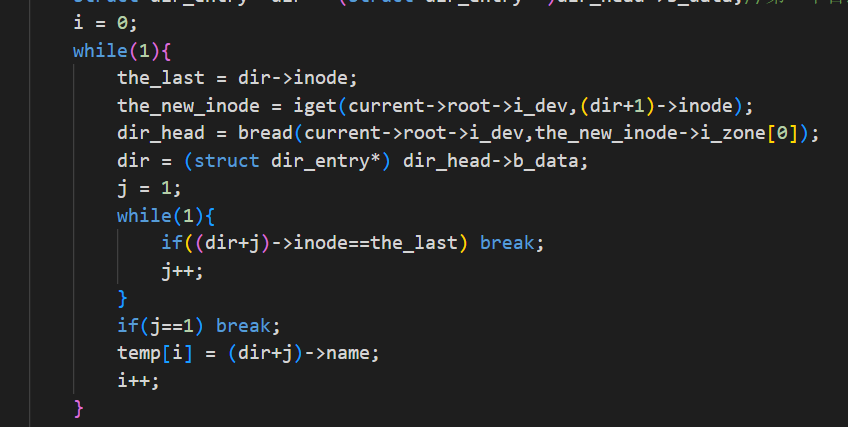 i = 0;
while(1){
the_last = dir->inode;
the_new_inode = iget(current->root->i_dev,(dir+1)->inode);
dir_head = bread(current->root->i_dev,the_new_inode->i_zone[0]);
dir = (struct dir_entry*) dir_head->b_data;
j = 1;
while(1){
if((dir+j)->inode==the_last) break;
j++;
}
if(j==1) break;
temp[i] = (dir+j)->name;
i++;
}